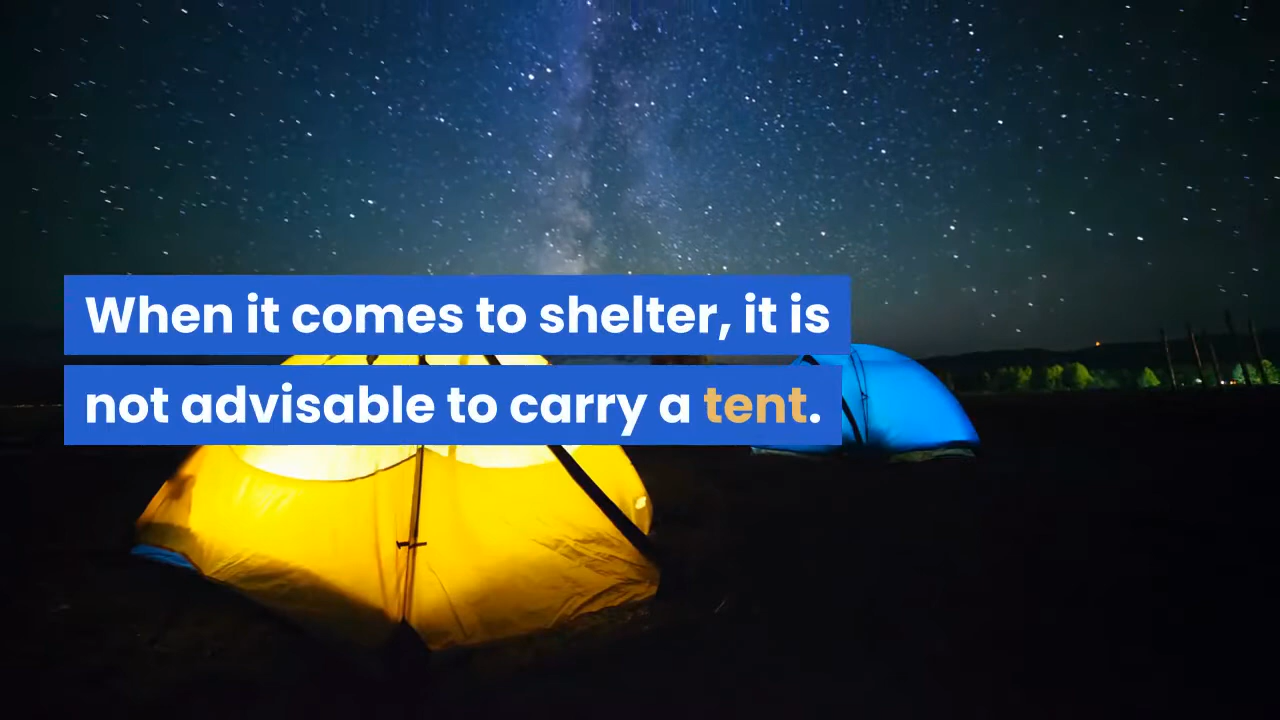 When it comes to shelter, it is
not advisable to carry a tent.